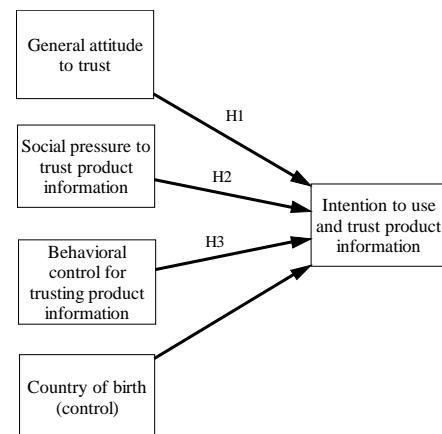 General attitude
to trust
H1
Social pressure to
trust product
information
H2
Intention to use
and trust product
information
Behavioral
control for
trusting product
information
H3
Country of birth
(control)